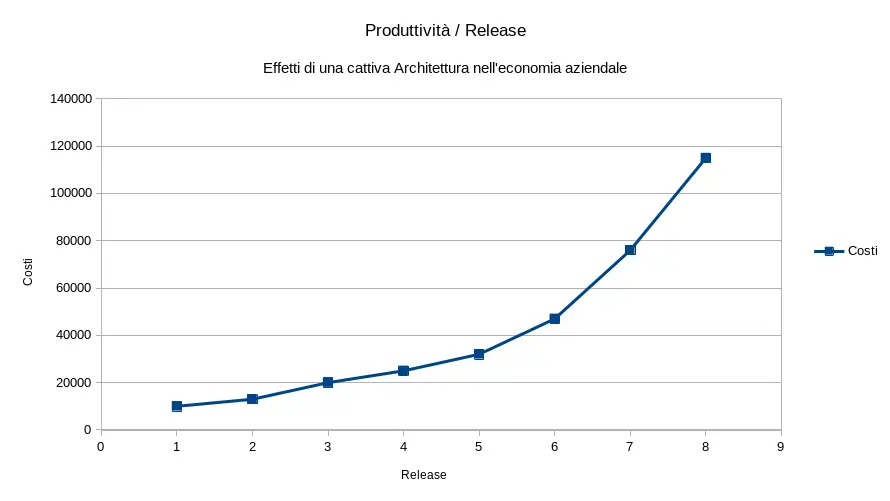 Produttività / Release
Effetti di una cattiva Architettura nell'economia aziendale
140000
120000
100000
80000
60000
40000
20000
0
Costi
0 1 2 3 4 5 6 7 8 9
Release
Costi